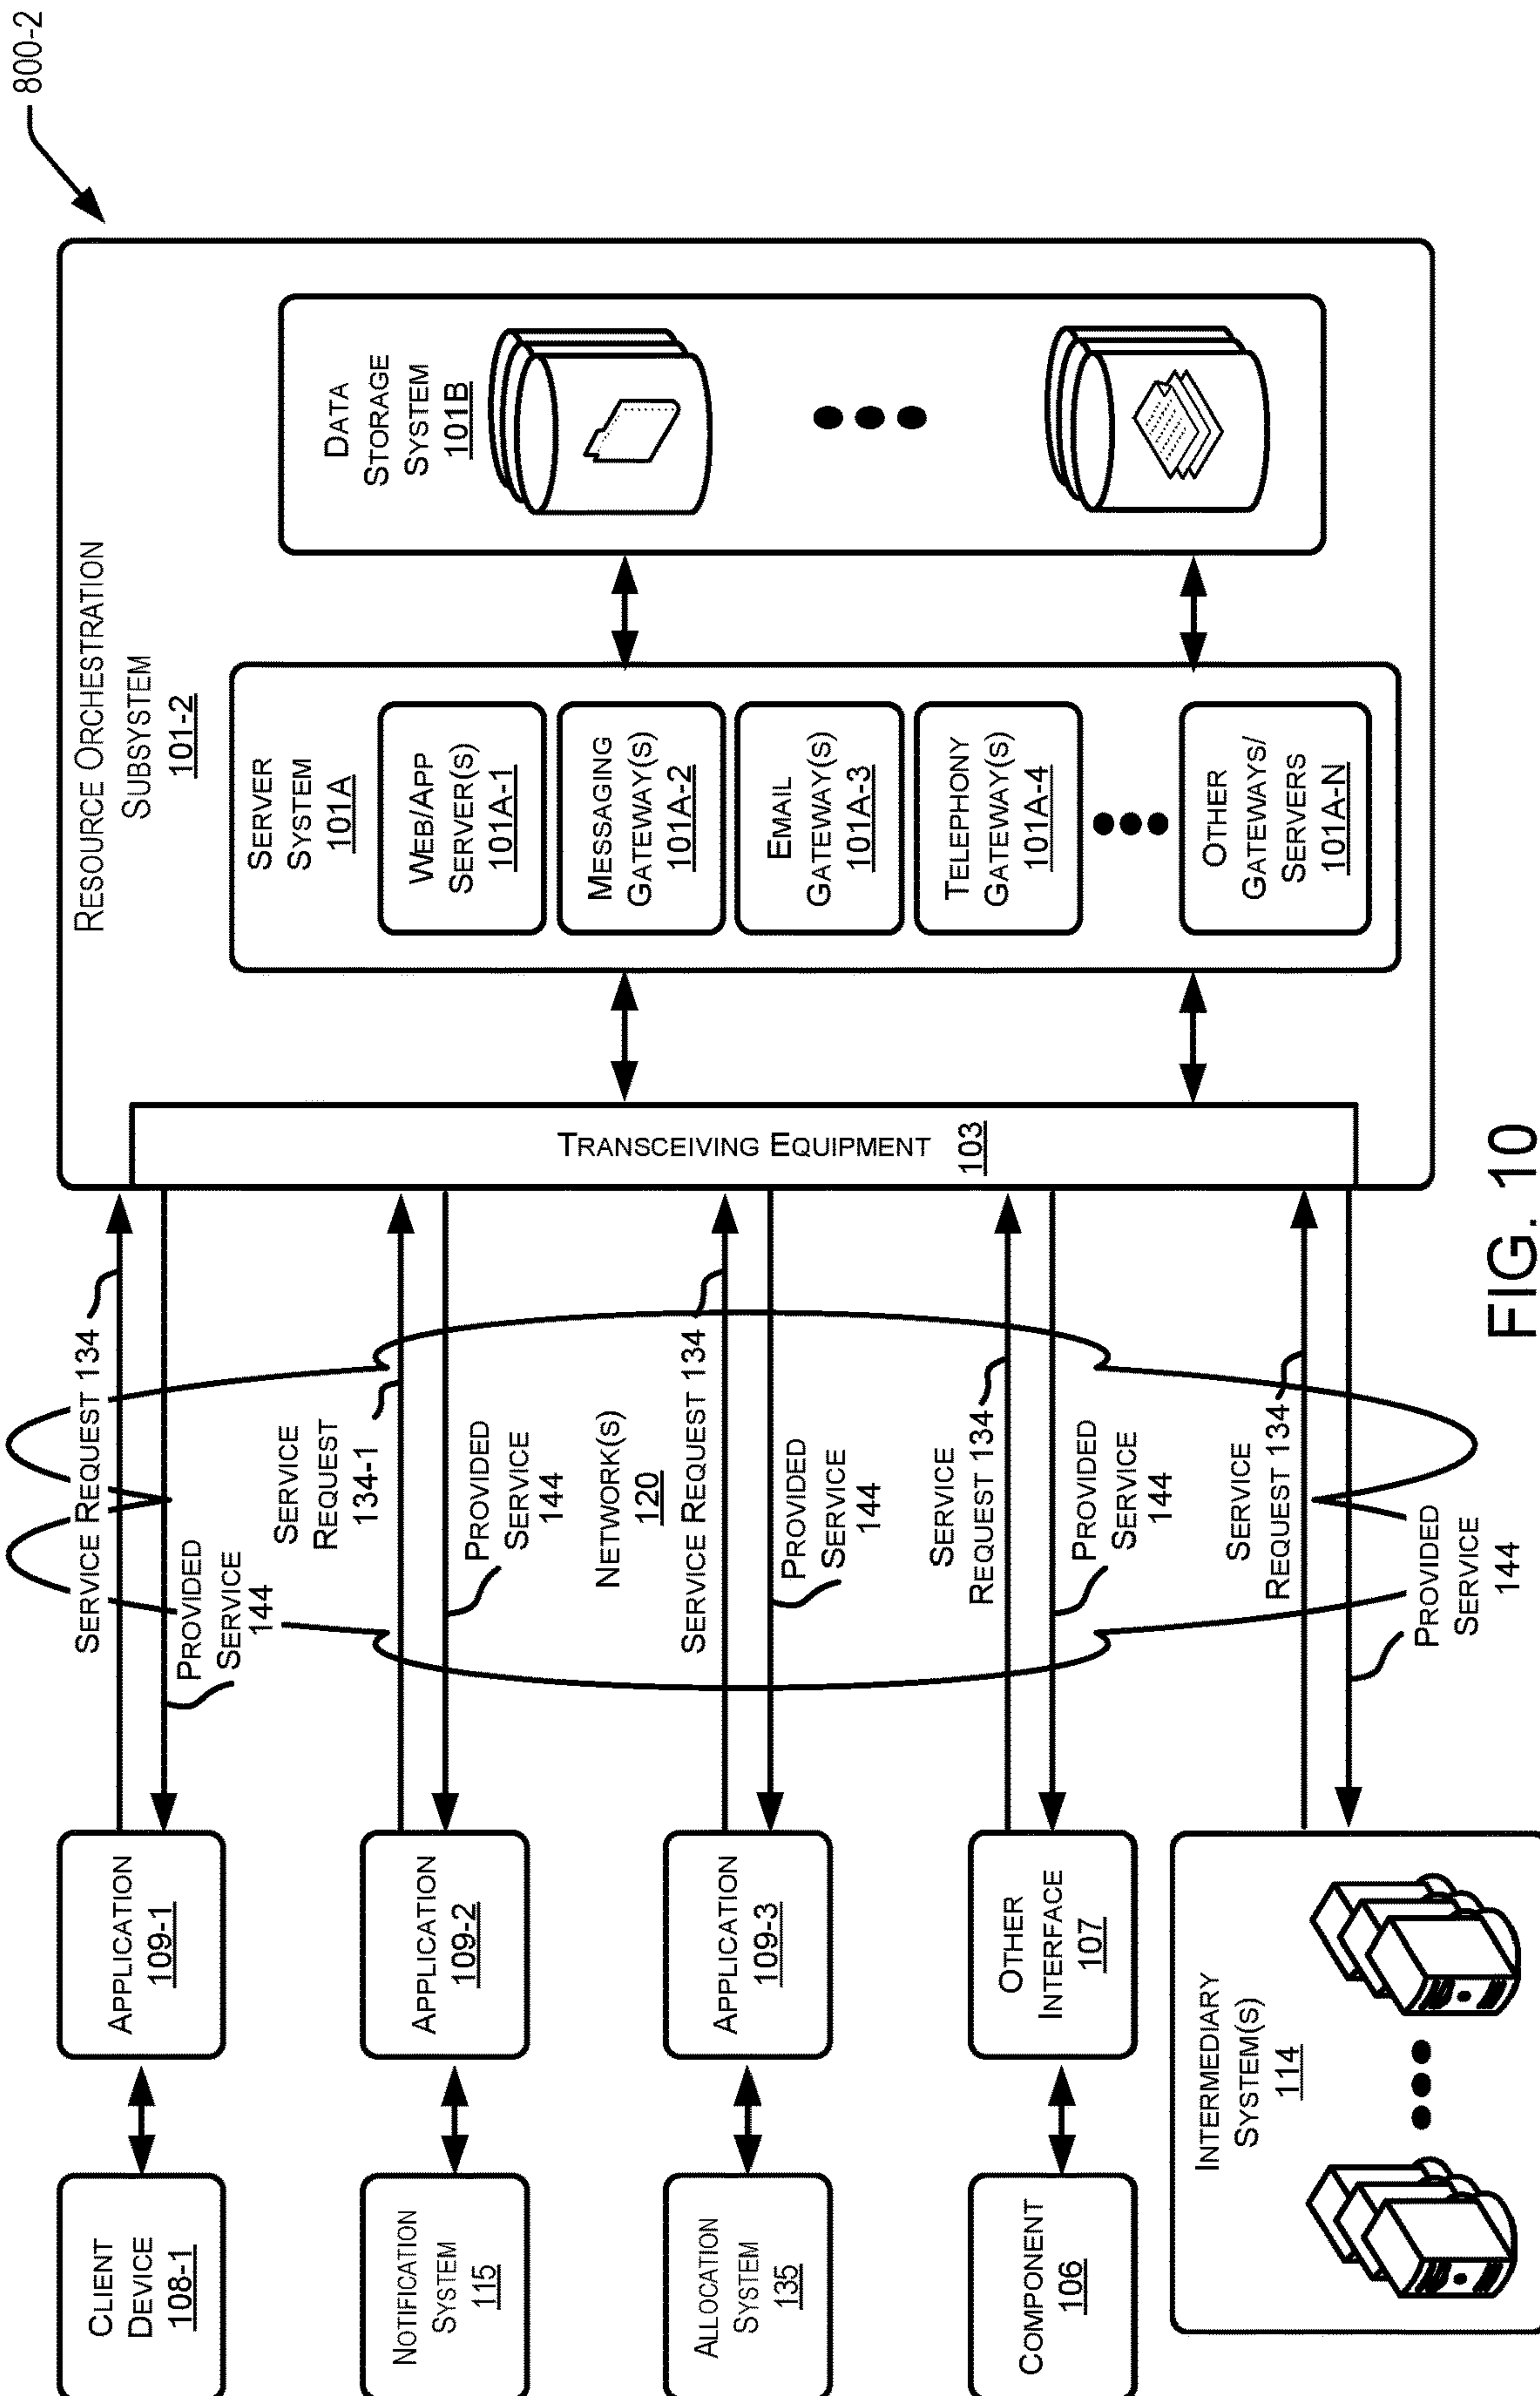 800-2
RESOURCE ORCHESTRATION
SUBSYSTEM
101-2
DATA
STORAGE
SYSTEM
101B
SERVER
SYSTEM
101A
WEB/APP
SERVER(S)
101A-1
MESSAGING
GATEWAY(S)
101A-2
EMAIL
GATEWAY(S)
101A-3
TELEPHONY
GATEWAY(S)
101A-4
OTHER
GATEWAYS/
SERVERS
101A-N
TRANSCEIVING EQUIPMENT 103
SERVICE REQUEST 134
PROVIDED
SERVICE
144
SERVICE
REQUEST
134-1
PROVIDED
SERVICE
144
NETWORK(S)
120
SERVICE REQUEST 134
PROVIDED
SERVICE
144
SERVICE
REQUEST 134
PROVIDED
SERVICE
144
SERVICE
REQUEST 134
PROVIDED
SERVICE
144
APPLICATION
109-1
APPLICATION
109-2
APPLICATION
109-3
OTHER
INTERFACE
107
CLIENT
DEVICE
108-1
NOTIFICATION
SYSTEM
115
ALLOCATION
SYSTEM
135
COMPONENT
106
INTERMEDIARY
SYSTEM(S)
114
FIG. 10